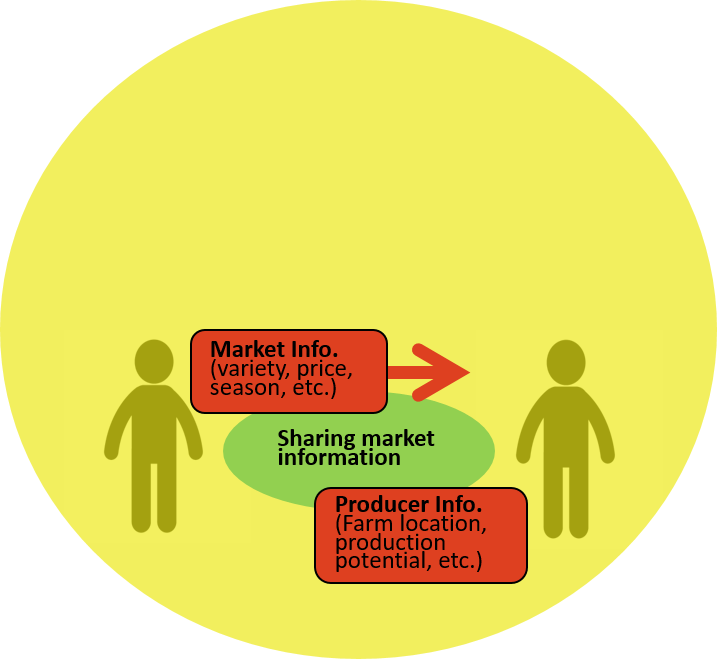 Market Info.
(variety, price,
season, etc.)
Sharing market
information
Producer Info.
(Farm location,
production
potential, etc.)